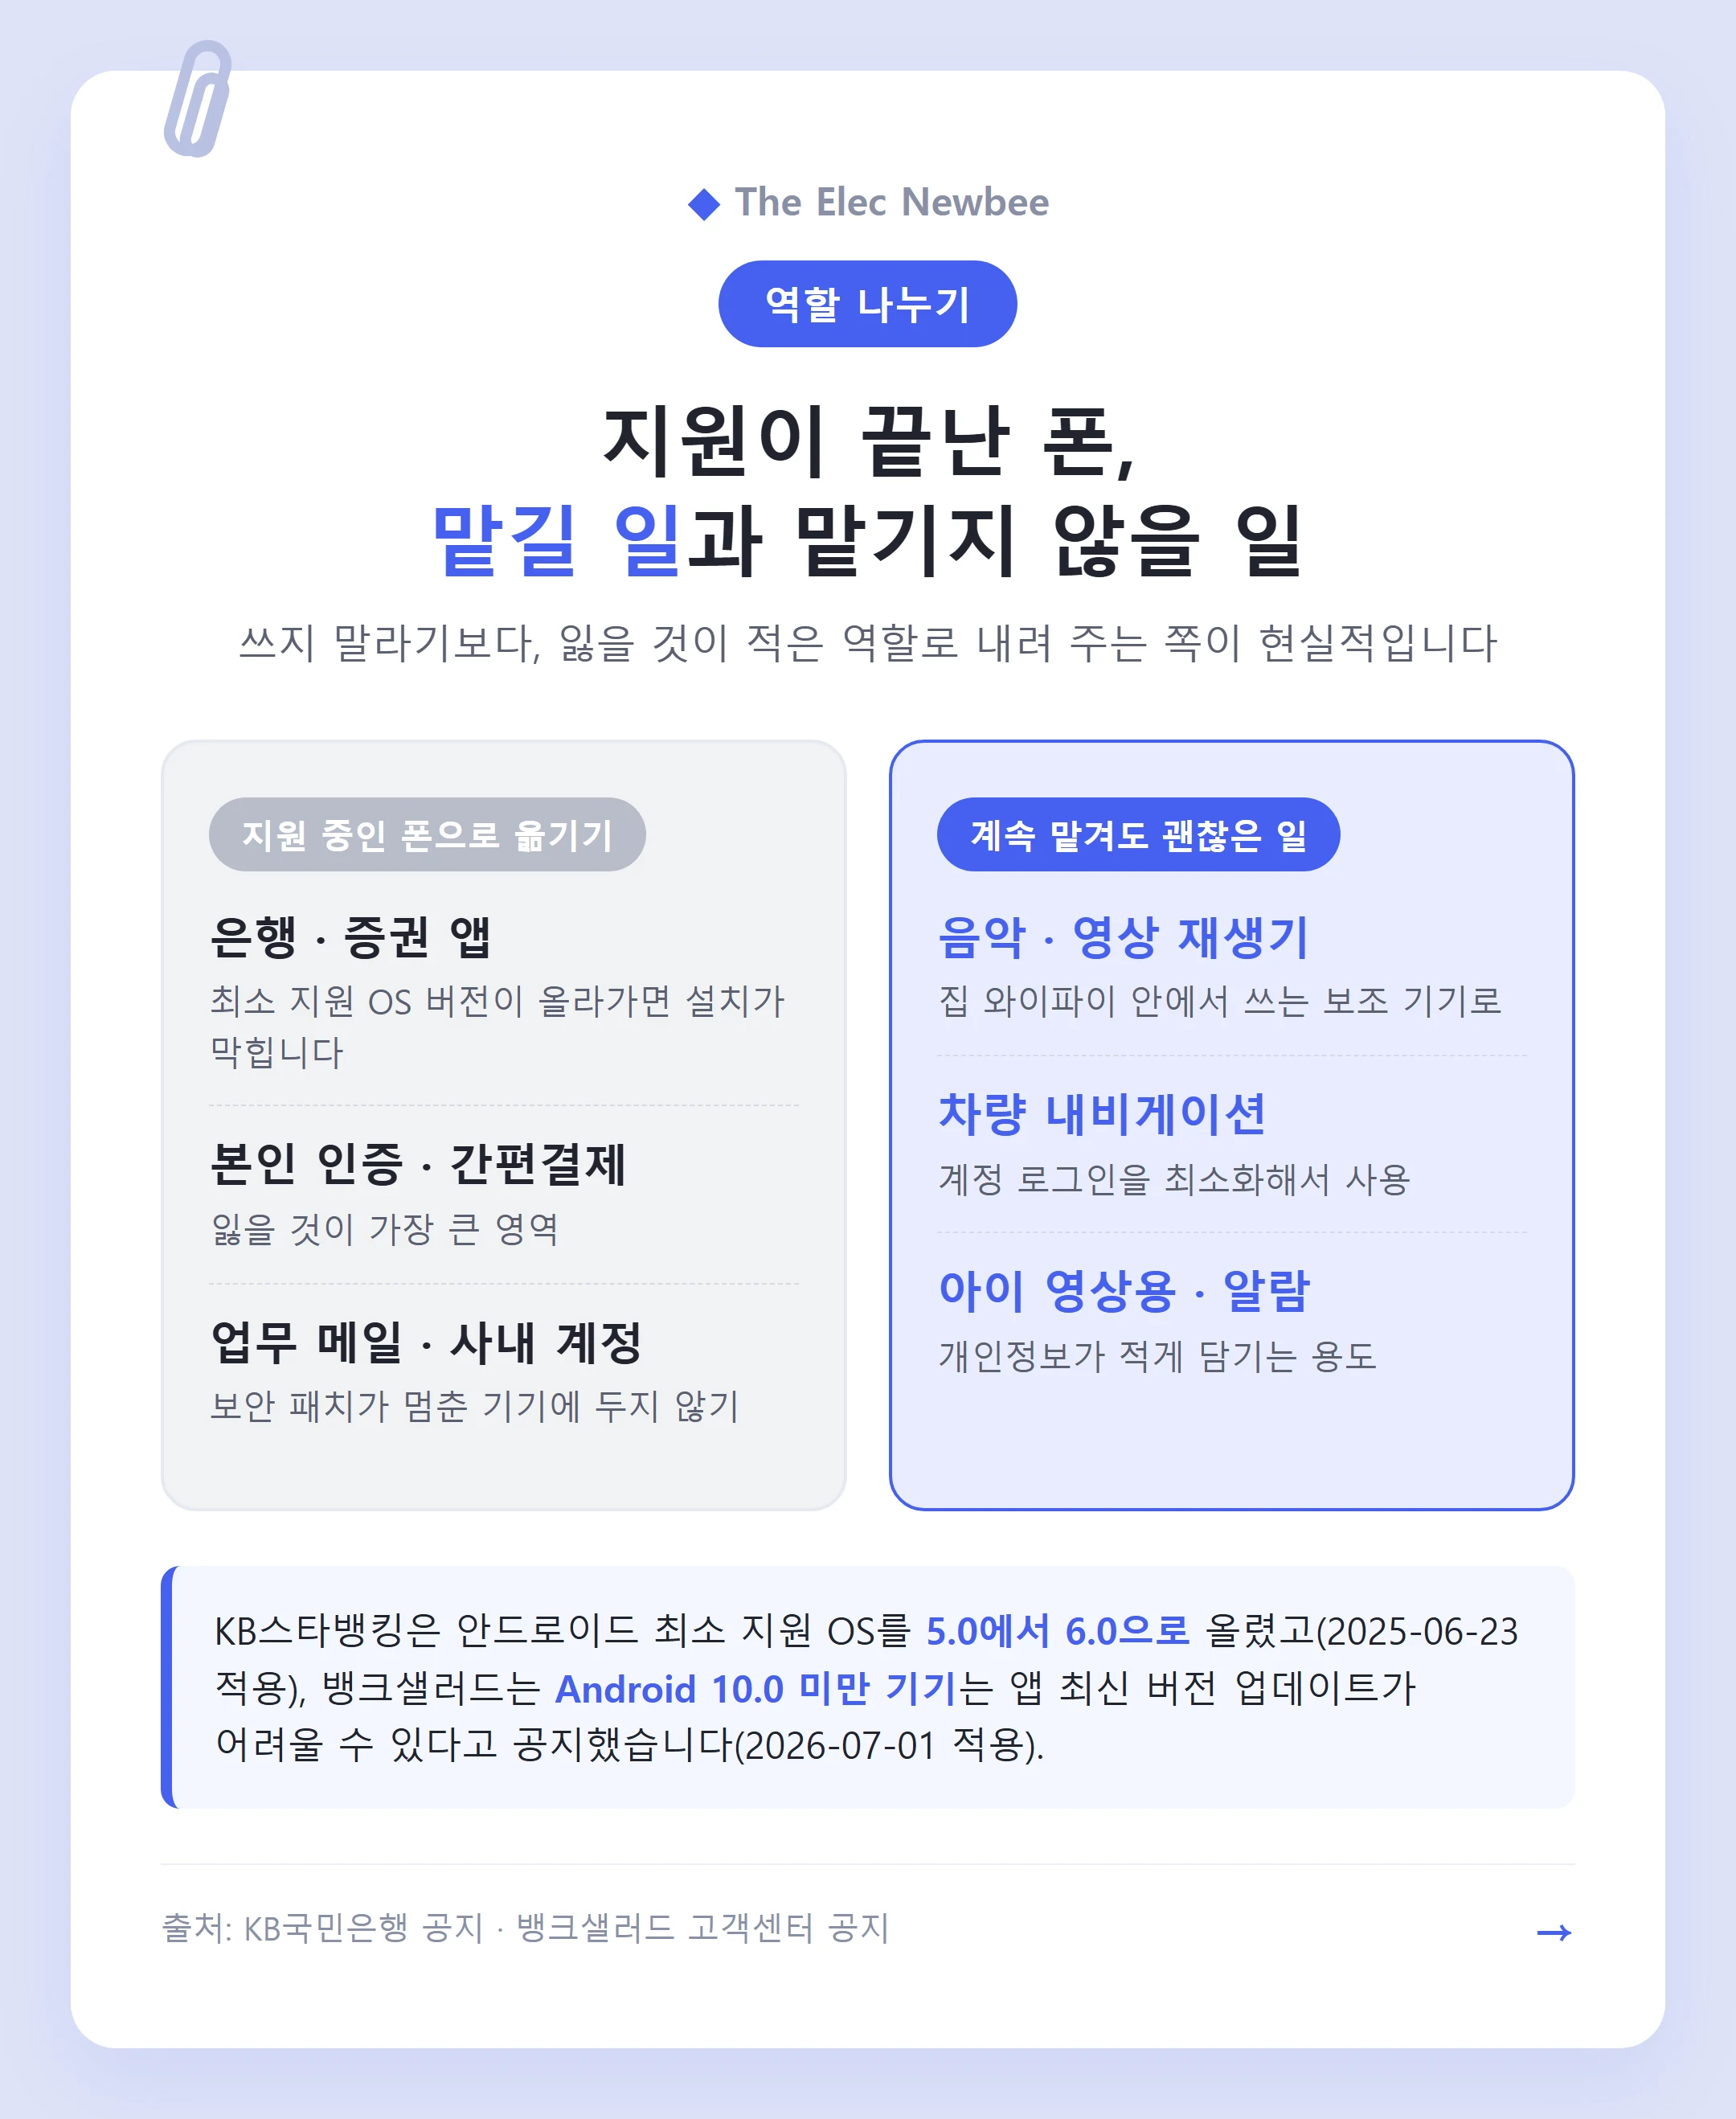 ◆ The Elec Newbee
역할 나누기
지원이 끝난 폰,
맡길 일과 맡기지 않을 일
쓰지 말라기보다, 잃을 것이 적은 역할로 내려 주는 쪽이 현실적입니다
지원 중인 폰으로 옮기기
은행 · 증권 앱
최소 지원 OS 버전이 올라가면 설치가
막힙니다
본인 인증 · 간편결제
잃을 것이 가장 큰 영역
업무 메일 · 사내 계정
보안 패치가 멈춘 기기에 두지 않기
계속 맡겨도 괜찮은 일
음악 · 영상 재생기
집 와이파이 안에서 쓰는 보조 기기로
차량 내비게이션
계정 로그인을 최소화해서 사용
아이 영상용 · 알람
개인정보가 적게 담기는 용도
KB스타뱅킹은 안드로이드 최소 지원 OS를 5.0에서 6.0으로 올렸고(2025-06-23
적용), 뱅크샐러드는 Android 10.0 미만 기기는 앱 최신 버전 업데이트가
어려울 수 있다고 공지했습니다(2026-07-01 적용).
출처: KB국민은행 공지 · 뱅크샐러드 고객센터 공지 →